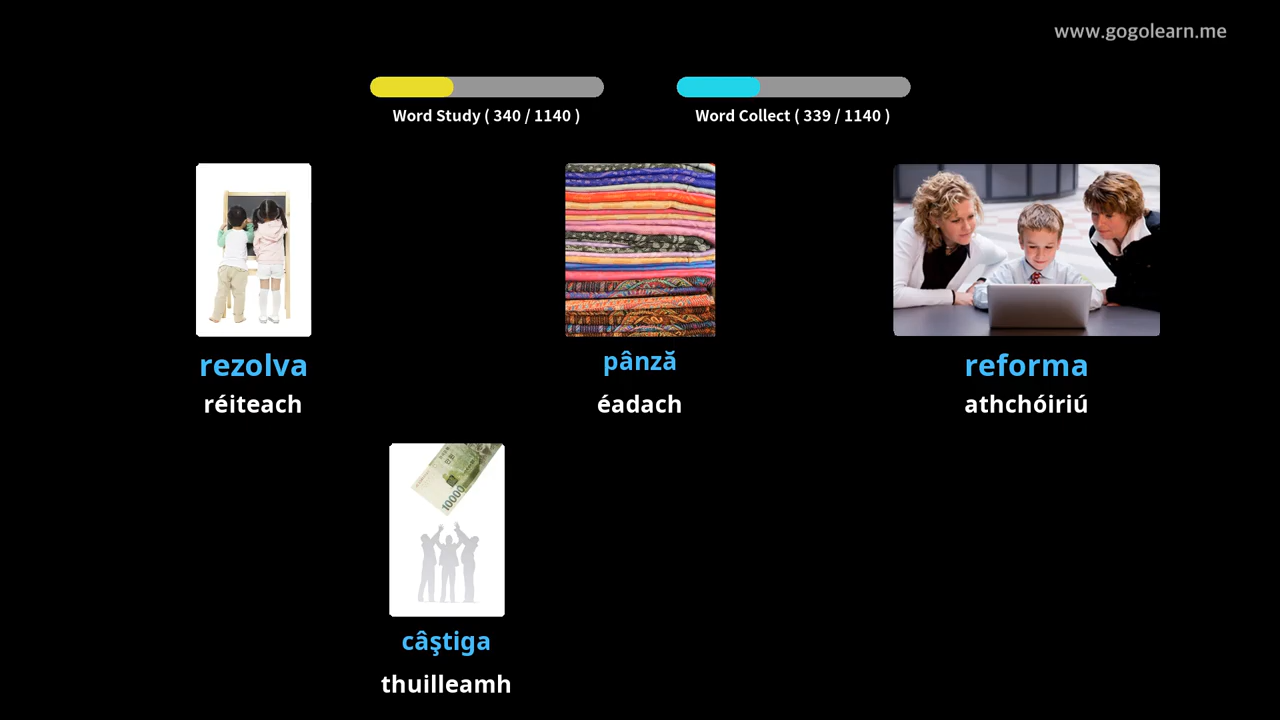 www.gogolearn.me
Word Study ( 340 / 1140 )
Word Collect ( 339 / 1140 )
rezolva
réiteach
pânză
éadach
reforma
athchóiriú
10000
câştiga
thuilleamh